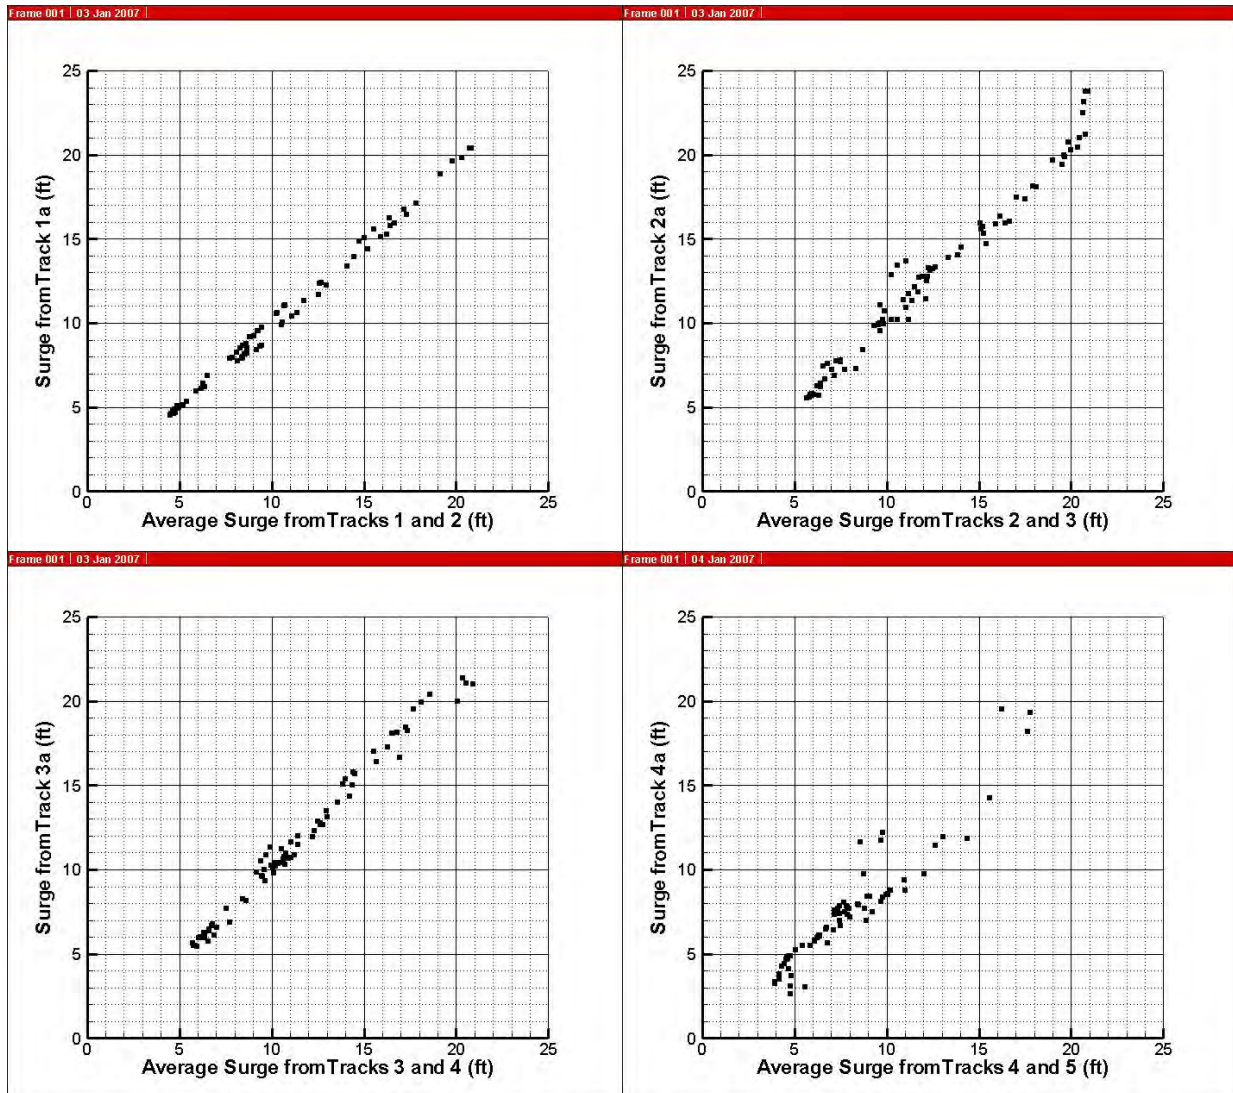 Frame 001 | 03 Jan 2007
25
20
15
10
5
0
Surge from Track 1a (ft)
0 5 10 15 20 25
Average Surge from Tracks 1 and 2 (ft)
Frame 001 | 03 Jan 2007
25
20
15
10
5
0
Surge from Track 2a (ft)
0 5 10 15 20 25
Average Surge from Tracks 2 and 3 (ft)
Frame 001 | 03 Jan 2007
25
20
15
10
5
0
Surge from Track 3a (ft)
0 5 10 15 20 25
Average Surge from Tracks 3 and 4 (ft)
Frame 001 | 04 Jan 2007
25
20
15
10
5
0
Surge from Track 4a (ft)
0 5 10 15 20 25
Average Surge from Tracks 4 and 5 (ft)